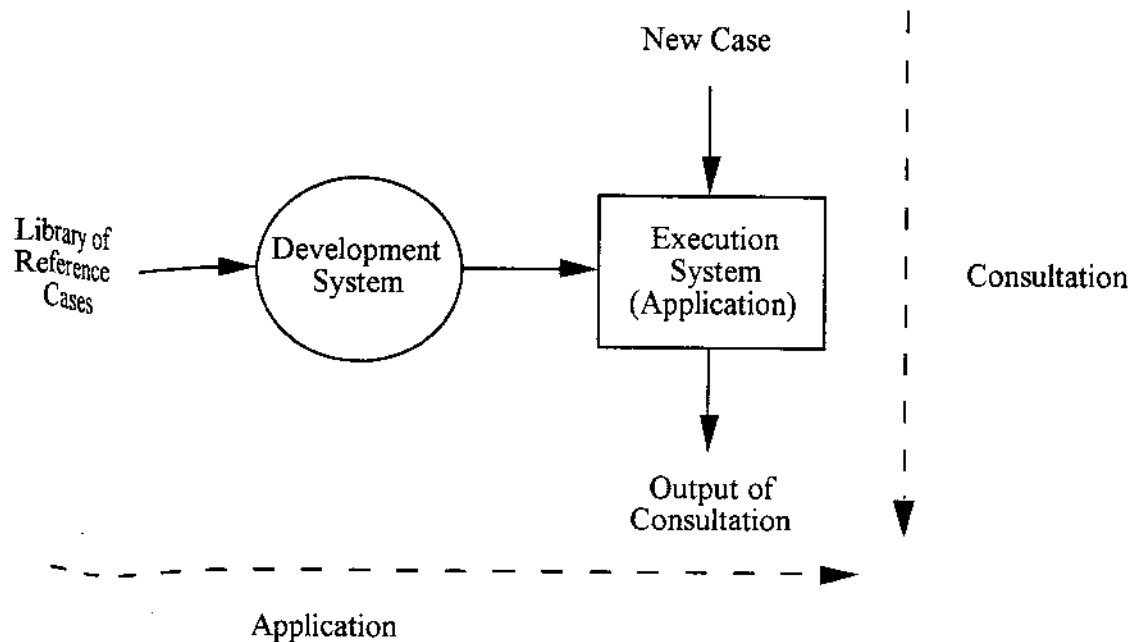 New Case
Library of
Reference
Cases
Development
System
Execution
System
(Application)
Consultation
Output of
Consultation
Application